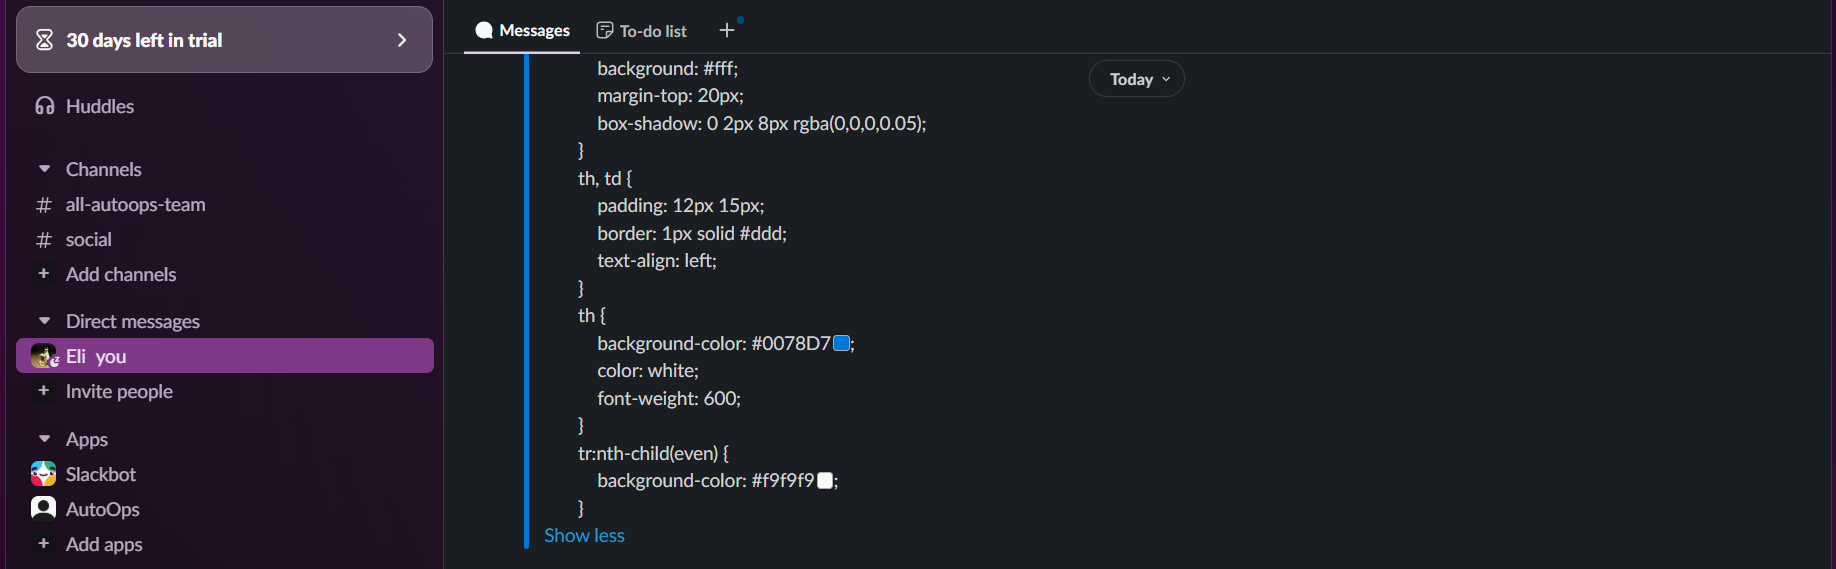 30 days left in trial
Huddles
Channels
# all-autoops-team
# social
+ Add channels
Direct messages
Eli you
+ Invite people
Apps
Slackbot
AutoOps
+ Add apps
Messages To-do list +
Today
background: #fff;
margin-top: 20px;
box-shadow: 0 2px 8px rgba(0,0,0,0.05);
}
th, td {
padding: 12px 15px;
border: 1px solid #ddd;
text-align: left;
}
th {
background-color: #0078D7;
color: white;
font-weight: 600;
}
tr:nth-child(even) {
background-color: #f9f9f9;
}
Show less